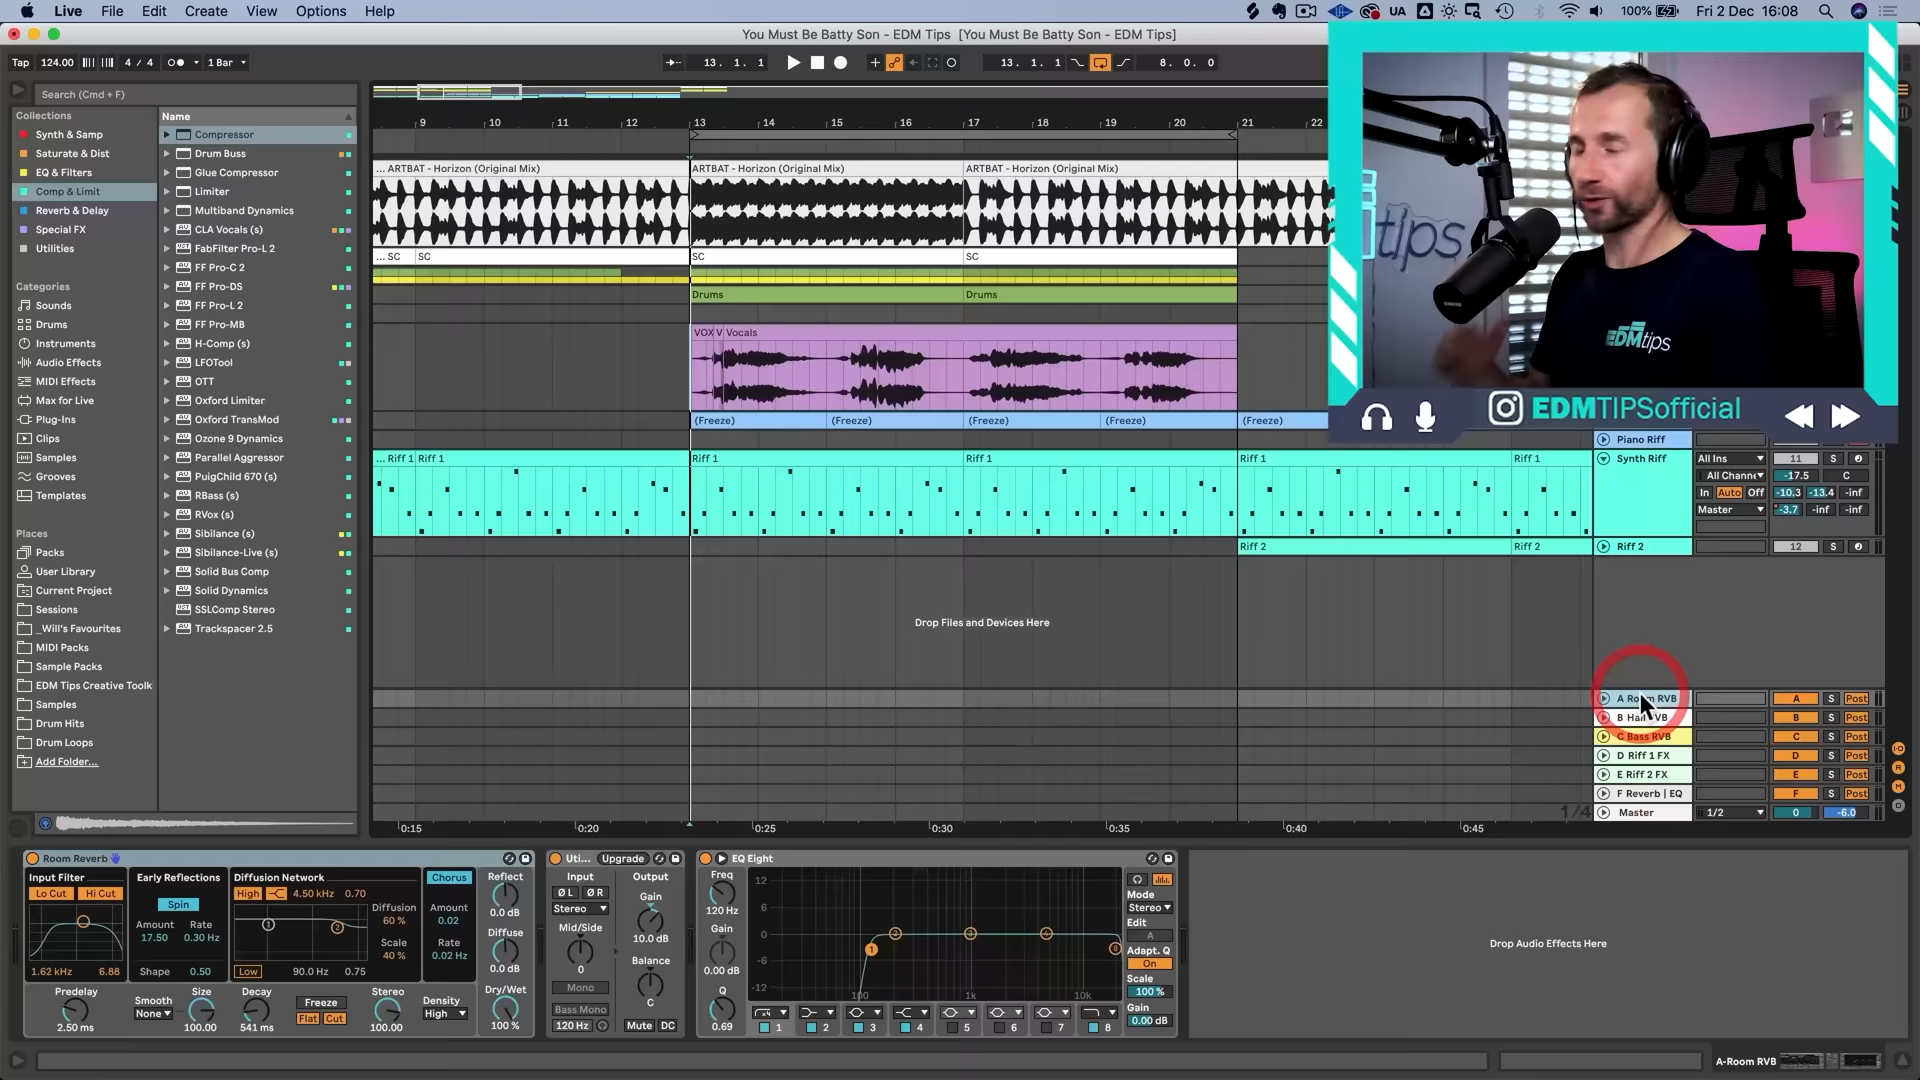 Live File Edit Create View Options Help
UA 100% Fri 2 Dec 16:08
You Must Be Batty Son - EDM Tips [You Must Be Batty Son - EDM Tips]
Tap 124.00 4 / 4 1 Bar 13. 1. 1 13. 1. 1 8. 0. 0
Search (Cmd + F)
Collections
Synth & Samp
Saturate & Dist
EQ & Filters
Comp & Limit
Reverb & Delay
Special FX
Utilities
Categories
Sounds
Drums
Instruments
Audio Effects
MIDI Effects
Max for Live
Plug-Ins
Clips
Samples
Grooves
Templates
Places
Packs
User Library
Current Project
Sessions
_Will's Favourites
MIDI Packs
Sample Packs
EDM Tips Creative Toolk
Samples
Drum Hits
Drum Loops
Add Folder...
Name
Compressor
Drum Buss
Glue Compressor
Limiter
Multiband Dynamics
CLA Vocals (s)
FabFilter Pro-L 2
FF Pro-C 2
FF Pro-DS
FF Pro-L 2
FF Pro-MB
H-Comp (s)
LFOTool
OTT
Oxford Limiter
Oxford TransMod
Ozone 9 Dynamics
Parallel Aggressor
PuigChild 670 (s)
RBass (s)
RVox (s)
Sibilance (s)
Sibilance-Live (s)
Solid Bus Comp
Solid Dynamics
SSLComp Stereo
Trackspacer 2.5
9 10 11 12 13 14 15 16 17 18 19 20 21 22
... ARTBAT - Horizon (Original Mix) ARTBAT - Horizon (Original Mix) ARTBAT - Horizon (Original Mix)
... SC SC SC SC
Drums Drums
VOX V Vocals
(Freeze) (Freeze) (Freeze) (Freeze) (Freeze)
... Riff 1 Riff 1 Riff 1 Riff 1 Riff 1 Riff 1
Riff 2 Riff 2
Drop Files and Devices Here
0:15 0:20 0:25 0:30 0:35 0:40 0:45
1/4
tips
SHURE
EDMtips
EDMTIPSofficial
Piano Riff
Synth Riff All Ins 11 S
All Channe -17.5 C
In Auto Off -10.3 -13.4 -inf
Master -3.7 -inf -inf
Riff 2 12 S
A Room RVB A S Post
B Hall RVB B S Post
C Bass RVB C S Post
D Riff 1 FX D S Post
E Riff 2 FX E S Post
F Reverb | EQ F S Post
Master 1/2 0 -6.0
Room Reverb
Input Filter
Lo Cut Hi Cut
1.62 kHz 6.88
Early Reflections
Spin
Amount Rate
17.50 0.30 Hz
Shape 0.50
Diffusion Network
High 4.50 kHz 0.70
1 2
Low 90.0 Hz 0.75
Diffusion
60 %
Scale
40 %
Chorus
Amount
0.02
Rate
0.02 Hz
Reflect
0.0 dB
Diffuse
0.0 dB
Dry/Wet
100 %
Predelay
2.50 ms
Smooth
None
Size
100.00
Decay
541 ms
Freeze
Flat Cut
Stereo
100.00
Density
High
Uti... Upgrade
Input
Ø L Ø R
Stereo
Mid/Side
0
Mono
Bass Mono
120 Hz
Output
Gain
10.0 dB
Balance
C
Mute DC
EQ Eight
Freq
120 Hz
Gain
0.00 dB
Q
0.69
12
6
0
-6
-12
100 1k 10k
1 2 3 4 8
1 2 3 4 5 6 7 8
Mode
Stereo
Edit
A
Adapt. Q
On
Scale
100 %
Gain
0.00 dB
Drop Audio Effects Here
A-Room RVB